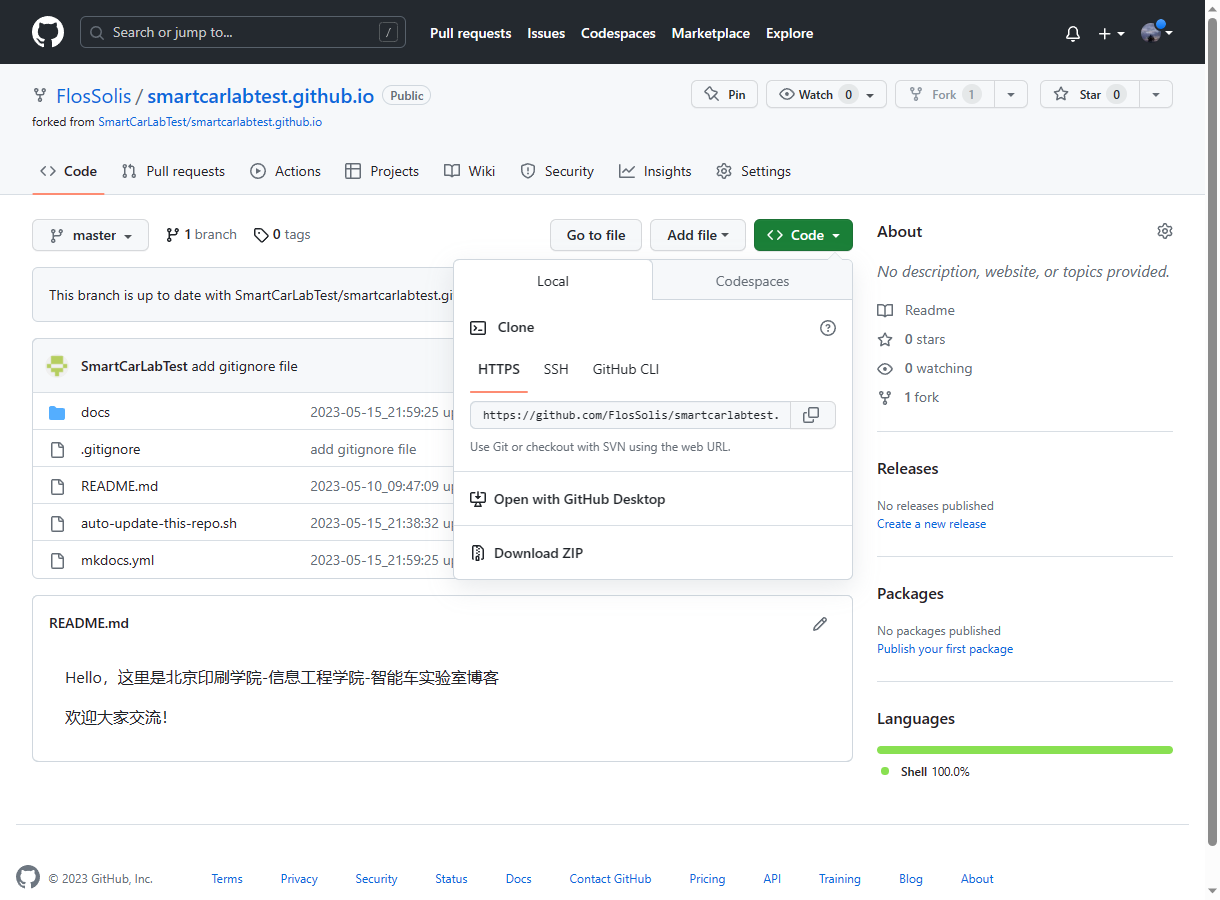 Search or jump to... / Pull requests Issues Codespaces Marketplace Explore
FlosSolis / smartcarlabtest.github.io Public Pin Watch 0 Fork 1 Star 0
forked from SmartCarLabTest/smartcarlabtest.github.io
Code Pull requests Actions Projects Wiki Security Insights Settings
master 1 branch 0 tags Go to file Add file Code
This branch is up to date with SmartCarLabTest/smartcarlabtest.gi
SmartCarLabTest add gitignore file
docs 2023-05-15_21:59:25 up
.gitignore add gitignore file
README.md 2023-05-10_09:47:09 up
auto-update-this-repo.sh 2023-05-15_21:38:32 up
mkdocs.yml 2023-05-15_21:59:25 up
Local Codespaces
Clone
HTTPS SSH GitHub CLI
https://github.com/FlosSolis/smartcarlabtest.
Use Git or checkout with SVN using the web URL.
Open with GitHub Desktop
Download ZIP
README.md
Hello，这里是北京印刷学院-信息工程学院-智能车实验室博客
欢迎大家交流！
About
No description, website, or topics provided.
Readme
0 stars
0 watching
1 fork
Releases
No releases published
Create a new release
Packages
No packages published
Publish your first package
Languages
Shell 100.0%
© 2023 GitHub, Inc. Terms Privacy Security Status Docs Contact GitHub Pricing API Training Blog About